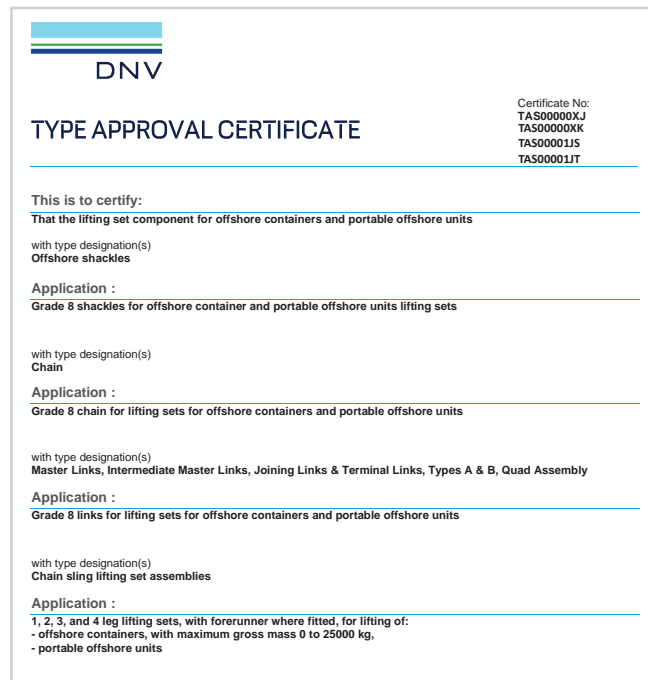 DNV
TYPE APPROVAL CERTIFICATE
Certificate No:
TAS00000XJ
TAS00000XK
TAS00001JS
TAS00001JT
This is to certify:
That the lifting set component for offshore containers and portable offshore units
with type designation(s)
Offshore shackles
Application :
Grade 8 shackles for offshore container and portable offshore units lifting sets
with type designation(s)
Chain
Application :
Grade 8 chain for lifting sets for offshore containers and portable offshore units
with type designation(s)
Master Links, Intermediate Master Links, Joining Links & Terminal Links, Types A & B, Quad Assembly
Application :
Grade 8 links for lifting sets for offshore containers and portable offshore units
with type designation(s)
Chain sling lifting set assemblies
Application :
1, 2, 3, and 4 leg lifting sets, with forerunner where fitted, for lifting of:
- offshore containers, with maximum gross mass 0 to 25000 kg,
- portable offshore units